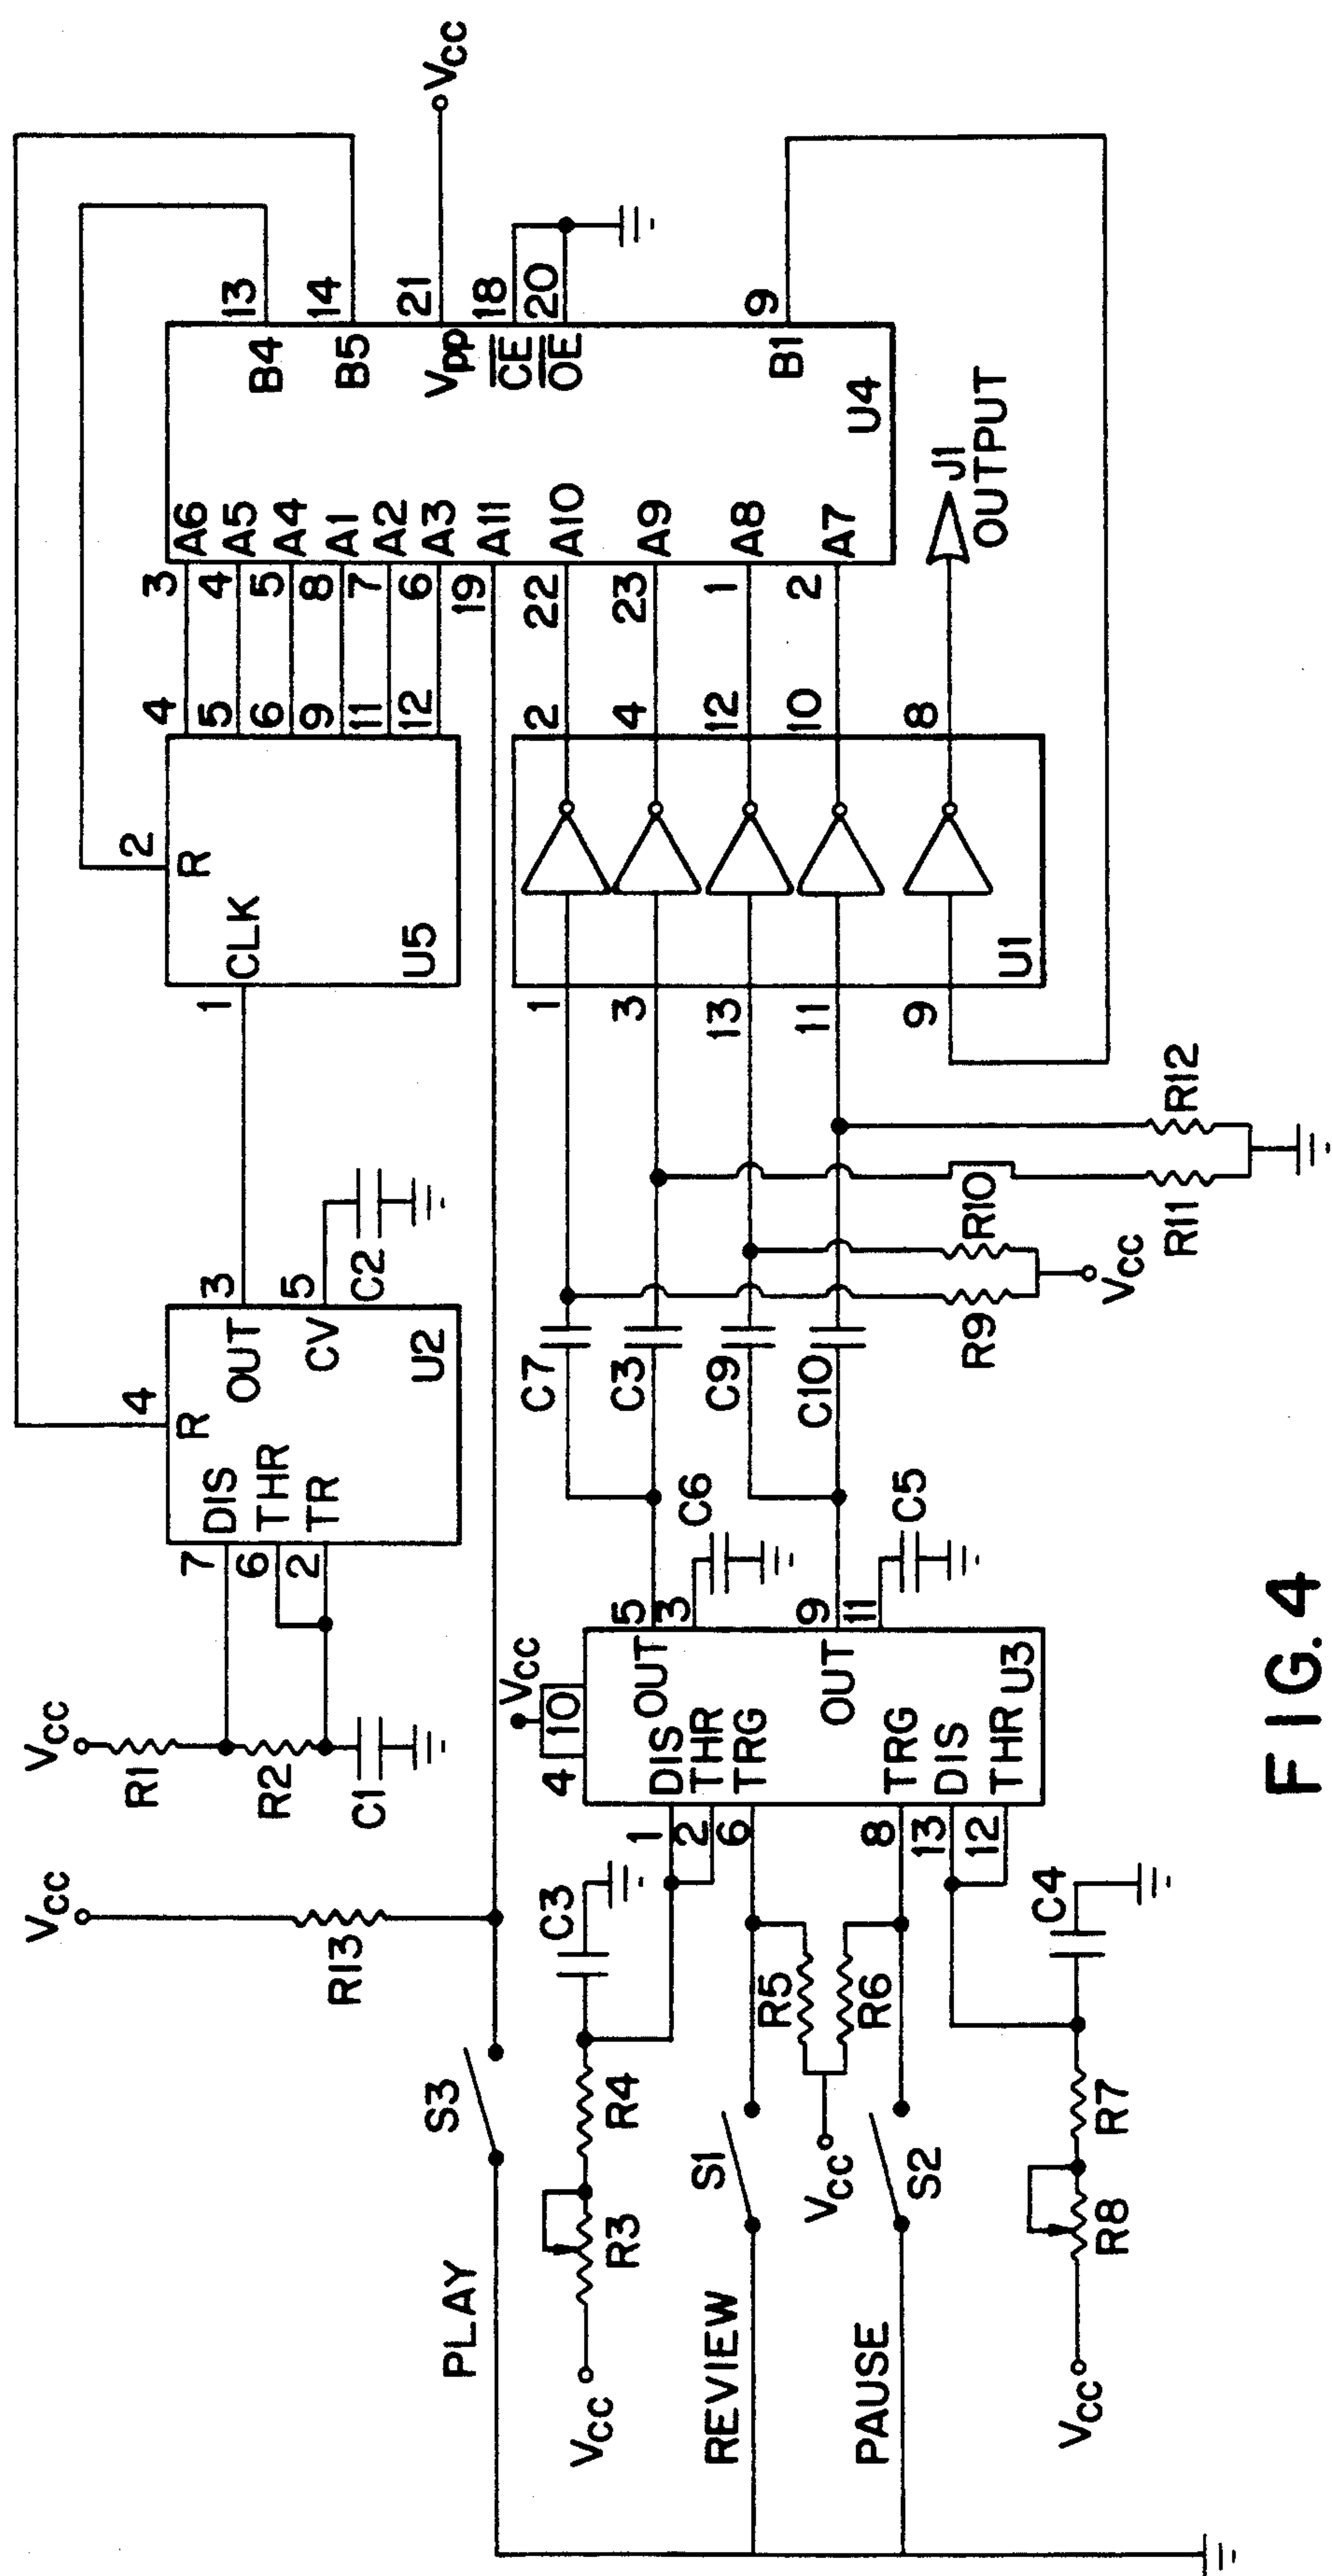 VCC
VCC
R13
R1
R2
C1
7
6
2
DIS
THR
TR
R
4
OUT
CV
U2
3
5
C2
1
CLK
R
2
U5
4
5
6
9
11
12
3
4
5
8
7
6
19
A6
A5
A4
A1
A2
A3
A11
A10
A9
A8
A7
22
23
1
2
B4
B5
Vpp
CE
OE
B1
U4
13
14
21
18
20
9
VCC
PLAY
S3
VCC
R3
R4
C3
REVIEW
S1
VCC
R5
R6
PAUSE
S2
VCC
R8
R7
C4
1
2
6
8
13
12
VCC
4
10
DIS
THR
TRG
OUT
OUT
TRG
DIS
THR
U3
5
3
9
11
C6
C5
C7
C3
C9
C10
R9
R10
VCC
R11
R12
1
3
13
11
9
U1
2
4
12
10
8
J1
OUTPUT
FIG. 4